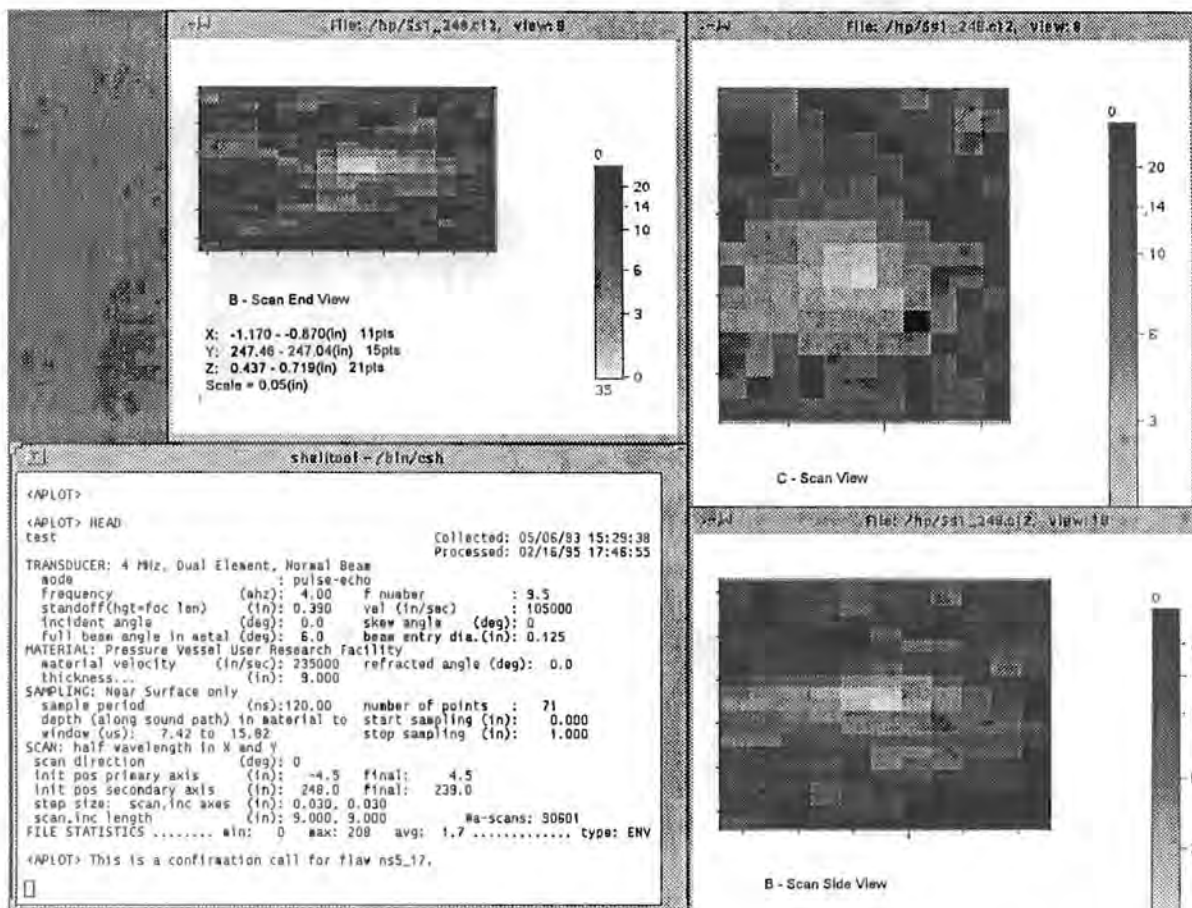 File: /hp/ss1_248.c12, view:8
0
20
14
10
6
3
0
35
B - Scan End View
X: -1.170 - -0.870(in) 11pts
Y: 247.46 - 247.04(in) 15pts
Z: 0.437 - 0.719(in) 21pts
Scale = 0.05(in)
File: /hp/ss1_248.c12, view:8
0
20
14
10
6
3
C - Scan View
shelltool - /bin/csh
<APLOT>
<APLOT> HEAD
test
Collected: 05/06/93 15:29:38
Processed: 02/16/95 17:46:55
TRANSDUCER: 4 MHz, Dual Element, Normal Beam
mode : pulse-echo
frequency (mhz): 4.00 f number : 9.5
standoff(hgt=foc len) (in): 0.390 vel (in/sec) : 105000
incident angle (deg): 0.0 skew angle (deg): 0
full beam angle in metal (deg): 6.0 beam entry dia.(in): 0.125
MATERIAL: Pressure Vessel User Research Facility
material velocity (in/sec): 235000 refracted angle (deg): 0.0
thickness... (in): 9.000
SAMPLING: Near Surface only
sample period (ns):120.00 number of points : 71
depth (along sound path) in material to start sampling (in): 0.000
window (us): 7.42 to 15.82 stop sampling (in): 1.000
SCAN: half wavelength in X and Y
scan direction (deg): 0
init pos primary axis (in): -4.5 final: 4.5
init pos secondary axis (in): 248.0 final: 239.0
step size: scan,inc axes (in): 0.030, 0.030
scan,inc length (in): 9.000, 9.000 #a-scans: 90601
FILE STATISTICS ........ min: 0 max: 208 avg: 1.7 ............. type: ENV
<APLOT> This is a confirmation call for flaw ns5_17.
File: /hp/ss1_248.c12, view:10
0
B - Scan Side View